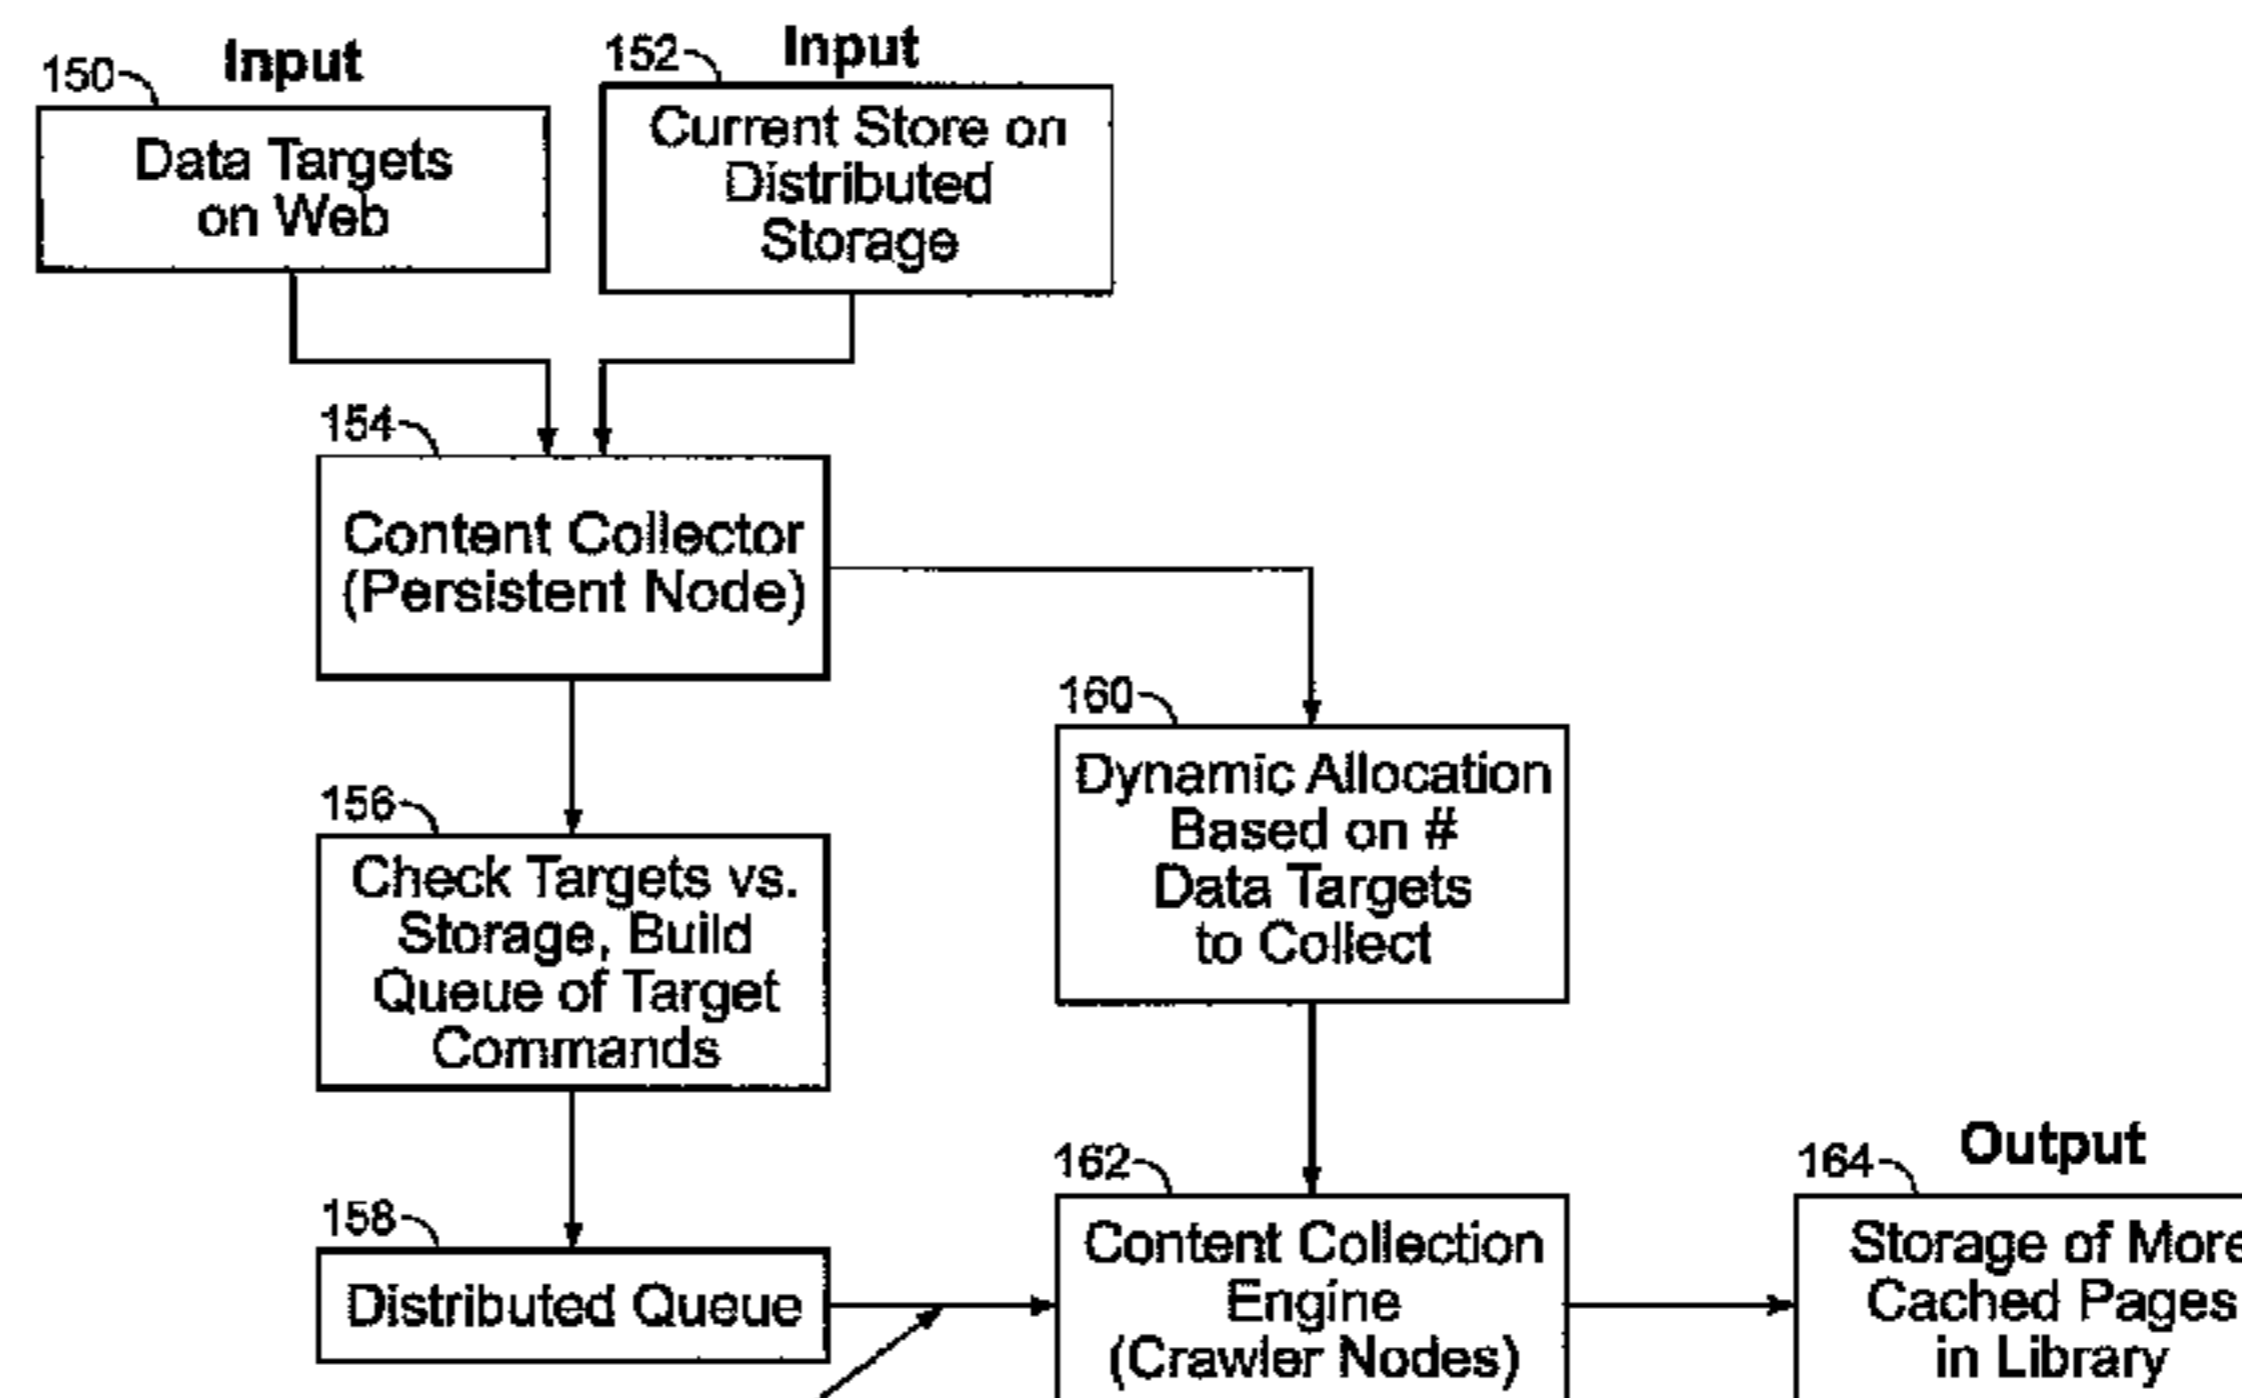 150
Input
Data Targets
on Web
152
Input
Current Store on
Distributed
Storage
154
Content Collector
(Persistent Node)
156
Check Targets vs.
Storage, Build
Queue of Target
Commands
158
Distributed Queue
160
Dynamic Allocation
Based on #
Data Targets
to Collect
162
Content Collection
Engine
(Crawler Nodes)
164
Output
Storage of More
Cached Pages
in Library